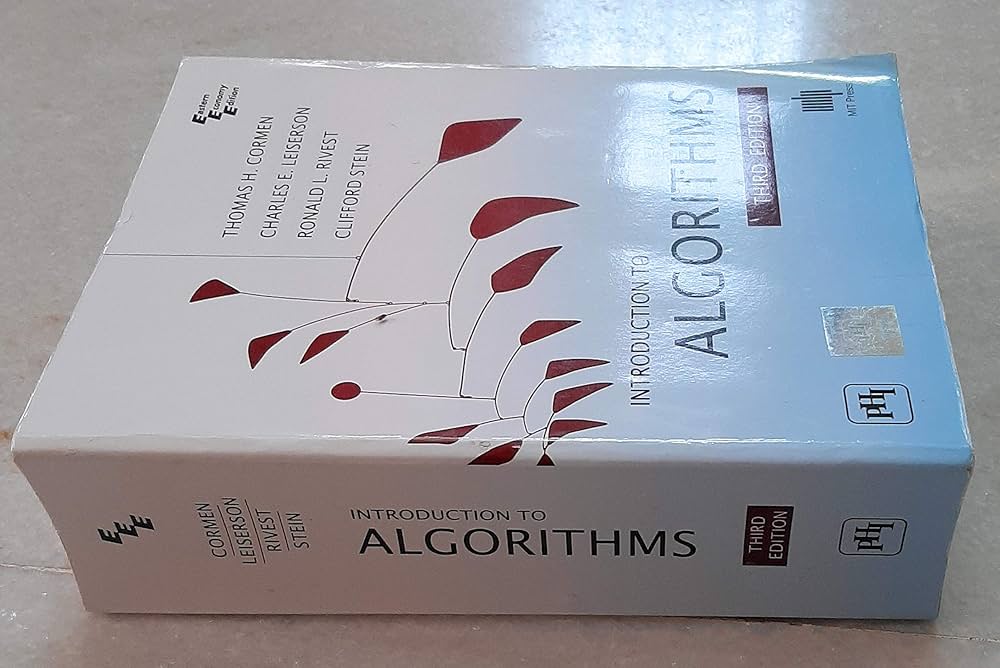 Eastern
Economy
Edition
THOMAS H. CORMEN
CHARLES E. LEISERSON
RONALD L. RIVEST
CLIFFORD STEIN
INTRODUCTION TO
ALGORITHMS
THIRD EDITION
MIT Press
PHI
EEE
CORMEN
LEISERSON
RIVEST
STEIN
INTRODUCTION TO
ALGORITHMS
THIRD
EDITION
PHI